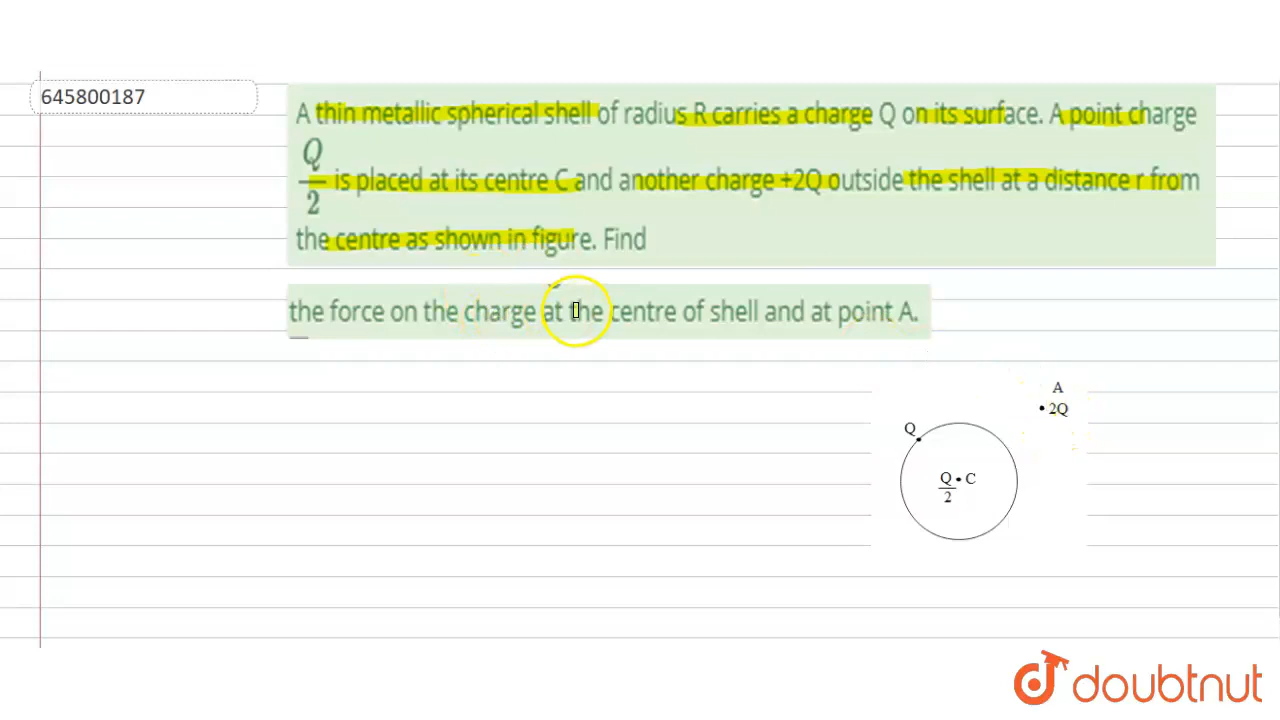 645800187
A thin metallic spherical shell of radius R carries a charge Q on its surface. A point charge
Q/2 is placed at its centre C and another charge +2Q outside the shell at a distance r from
the centre as shown in figure. Find
the force on the charge at the centre of shell and at point A.
A
2Q
Q
Q/2 C
doubtnut